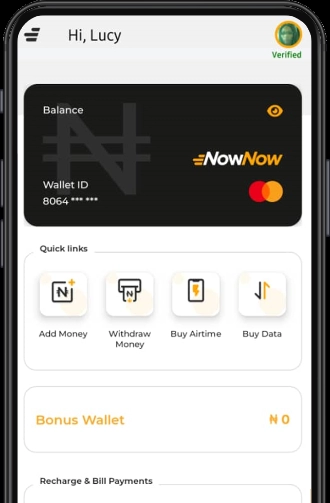 Hi, Lucy
Verified
Balance
NowNow
Wallet ID
8064 *** ***
Quick links
Add Money
Withdraw
Money
Buy Airtime
Buy Data
Bonus Wallet
₦ 0
Recharge & Bill Payments